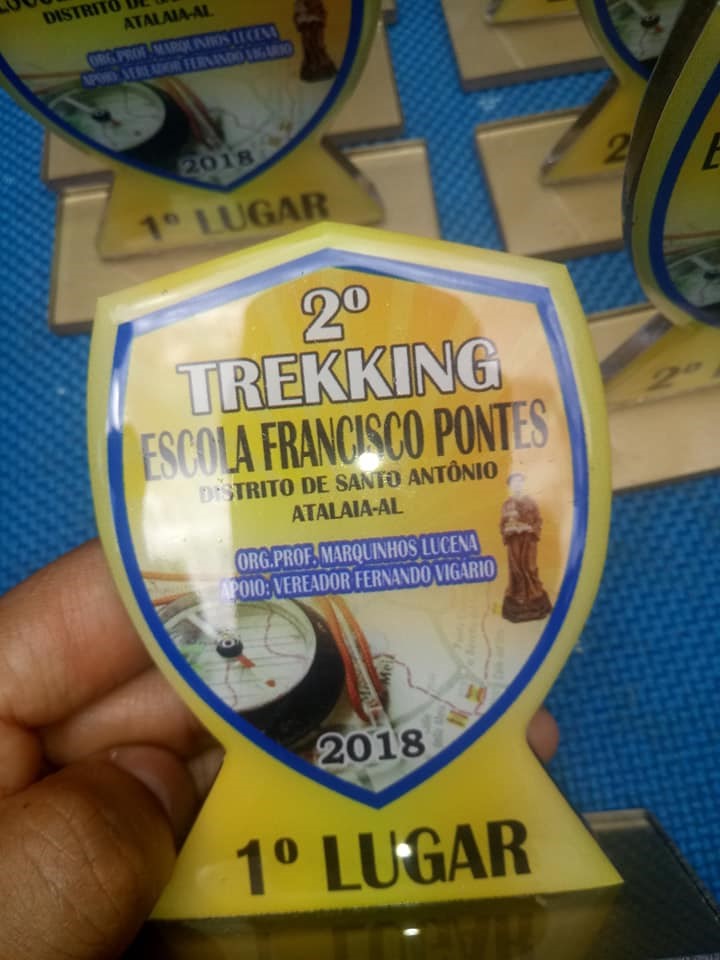 DISTRITO DE
ATALAIA-AL
ORG.PROF. MARQUINHOS LUCENA
APOIO: VEREADOR FERNANDO VIGÁRIO
2018
1º LUGAR
2º
2º
TREKKING
ESCOLA FRANCISCO PONTES
DISTRITO DE SANTO ANTÔNIO
ATALAIA-AL
ORG.PROF. MARQUINHOS LUCENA
APOIO: VEREADOR FERNANDO VIGÁRIO
2018
1º LUGAR